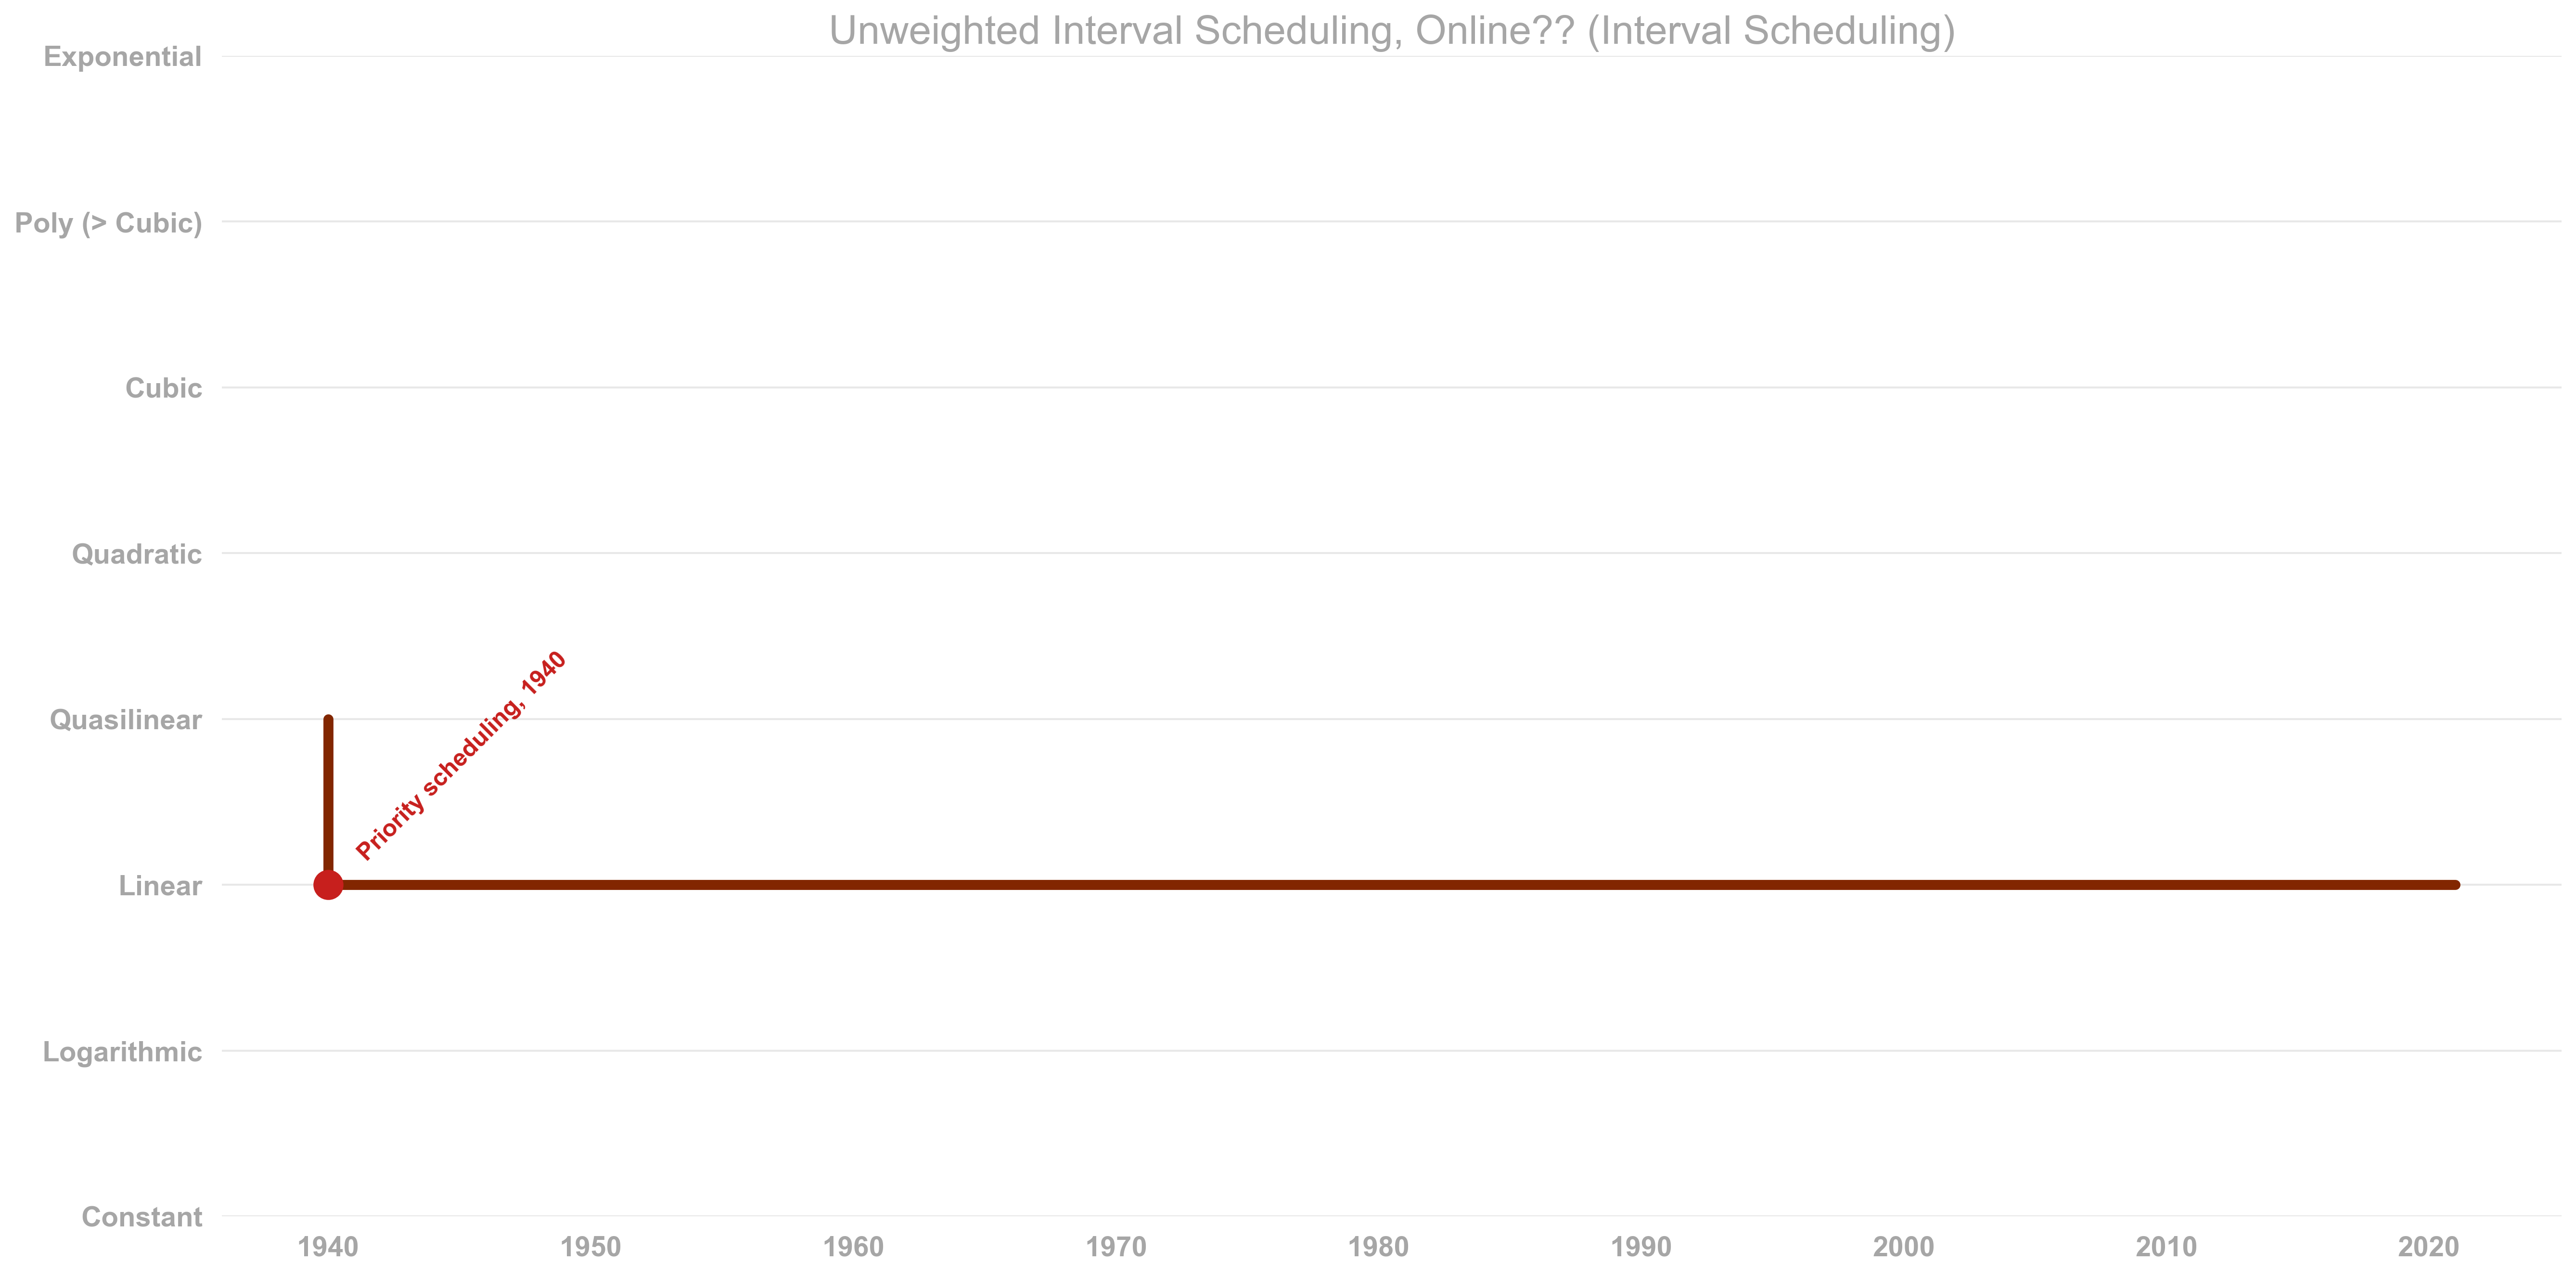 Unweighted Interval Scheduling, Online?? (Interval Scheduling)
Exponential
Poly (> Cubic)
Cubic
Quadratic
Quasilinear
Linear
Logarithmic
Constant
Priority scheduling, 1940
1940 1950 1960 1970 1980 1990 2000 2010 2020